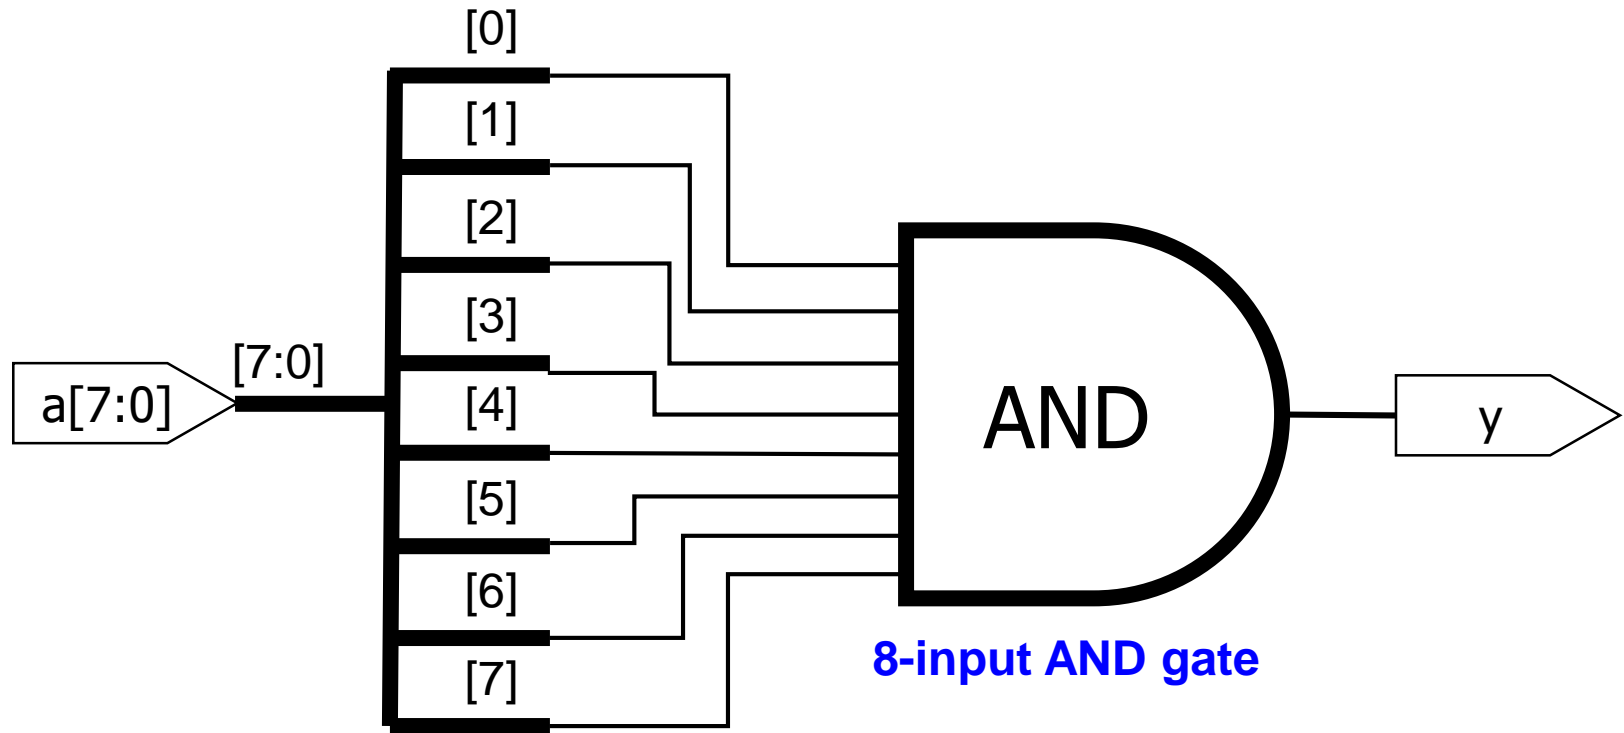 [0]
[1]
[2]
[3]
[7:0]
a[7:0]
[4]
[5]
[6]
[7]
AND
y
8-input AND gate